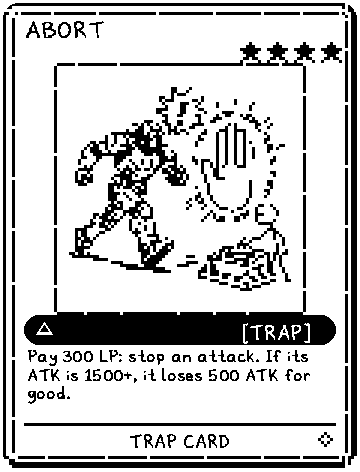 ABORT
[TRAP]
Pay 300 LP: stop an attack. If its
ATK is 1500+, it loses 500 ATK for
good.
TRAP CARD